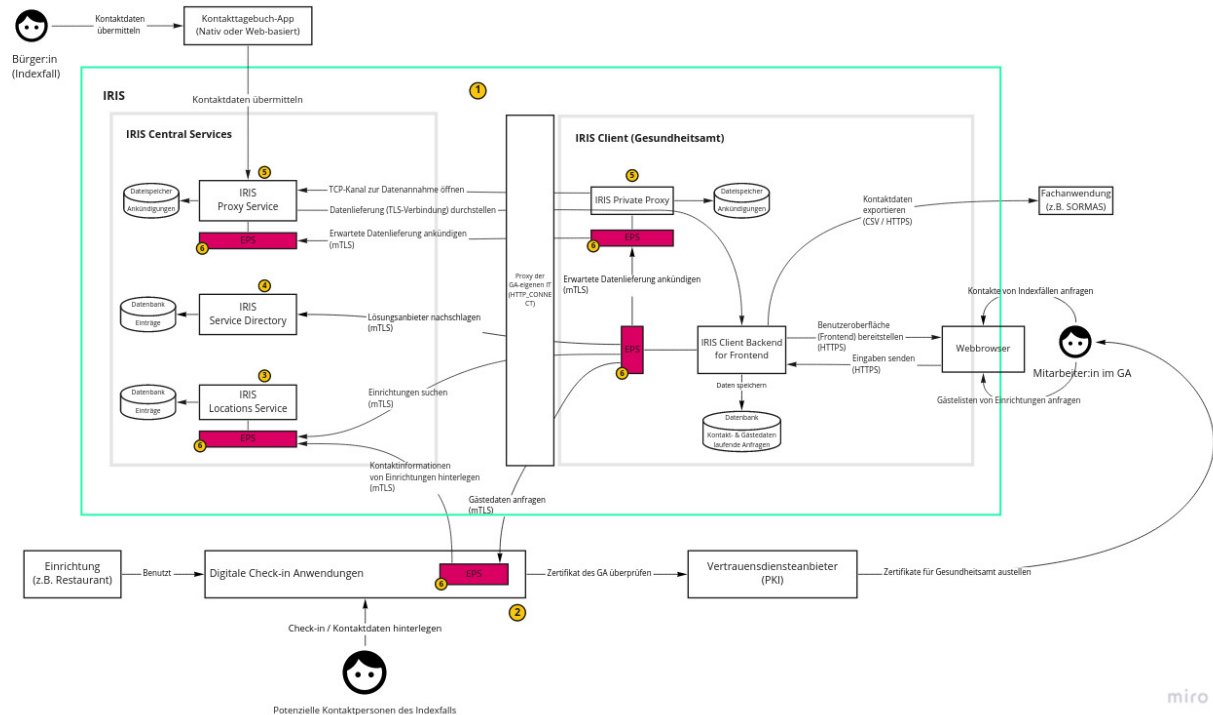 Kontaktdaten
übermitteln
Kontakttagebuch-App
(Nativ oder Web-basiert)
Bürger:in
(Indexfall)
IRIS
1
Kontaktdaten übermitteln
IRIS Central Services
5
Dateispeicher
Ankündigungen
IRIS
Proxy Service
EPS
6
TCP-Kanal zur Datenannahme öffnen
Datenlieferung (TLS-Verbindung) durchstellen
Erwartete Datenlieferung ankündigen
(mTLS)
4
Datenbank
Einträge
IRIS
Service Directory
Lösungsanbieter nachschlagen
(mTLS)
3
Datenbank
Einträge
IRIS
Locations Service
EPS
6
Einrichtungen suchen
(mTLS)
Kontaktinformationen
von Einrichtungen hinterlegen
(mTLS)
Proxy der
GA-eigenen IT
(HTTP_CONNE
CT)
Gästedaten anfragen
(mTLS)
IRIS Client (Gesundheitsamt)
5
IRIS Private Proxy
Dateispeicher
Ankündigungen
EPS
6
Erwartete Datenlieferung ankündigen
(mTLS)
EPS
6
IRIS Client Backend
for Frontend
Daten speichern
Datenbank
Kontakt- & Gästedaten
laufende Anfragen
Kontaktdaten
exportieren
(CSV / HTTPS)
Fachanwendung
(z.B. SORMAS)
Benutzeroberfläche
(Frontend) bereitstellen
(HTTPS)
Eingaben senden
(HTTPS)
Kontakte von Indexfällen anfragen
Webbrowser
Mitarbeiter:in im GA
Gästelisten von Einrichtungen anfragen
Einrichtung
(z.B. Restaurant)
Benutzt
Digitale Check-in Anwendungen
EPS
6
2
Zertifikat des GA überprüfen
Vertrauensdiensteanbieter
(PKI)
Zertifikate für Gesundheitsamt austellen
Check-in / Kontaktdaten hinterlegen
Potenzielle Kontaktpersonen des Indexfalls
miro